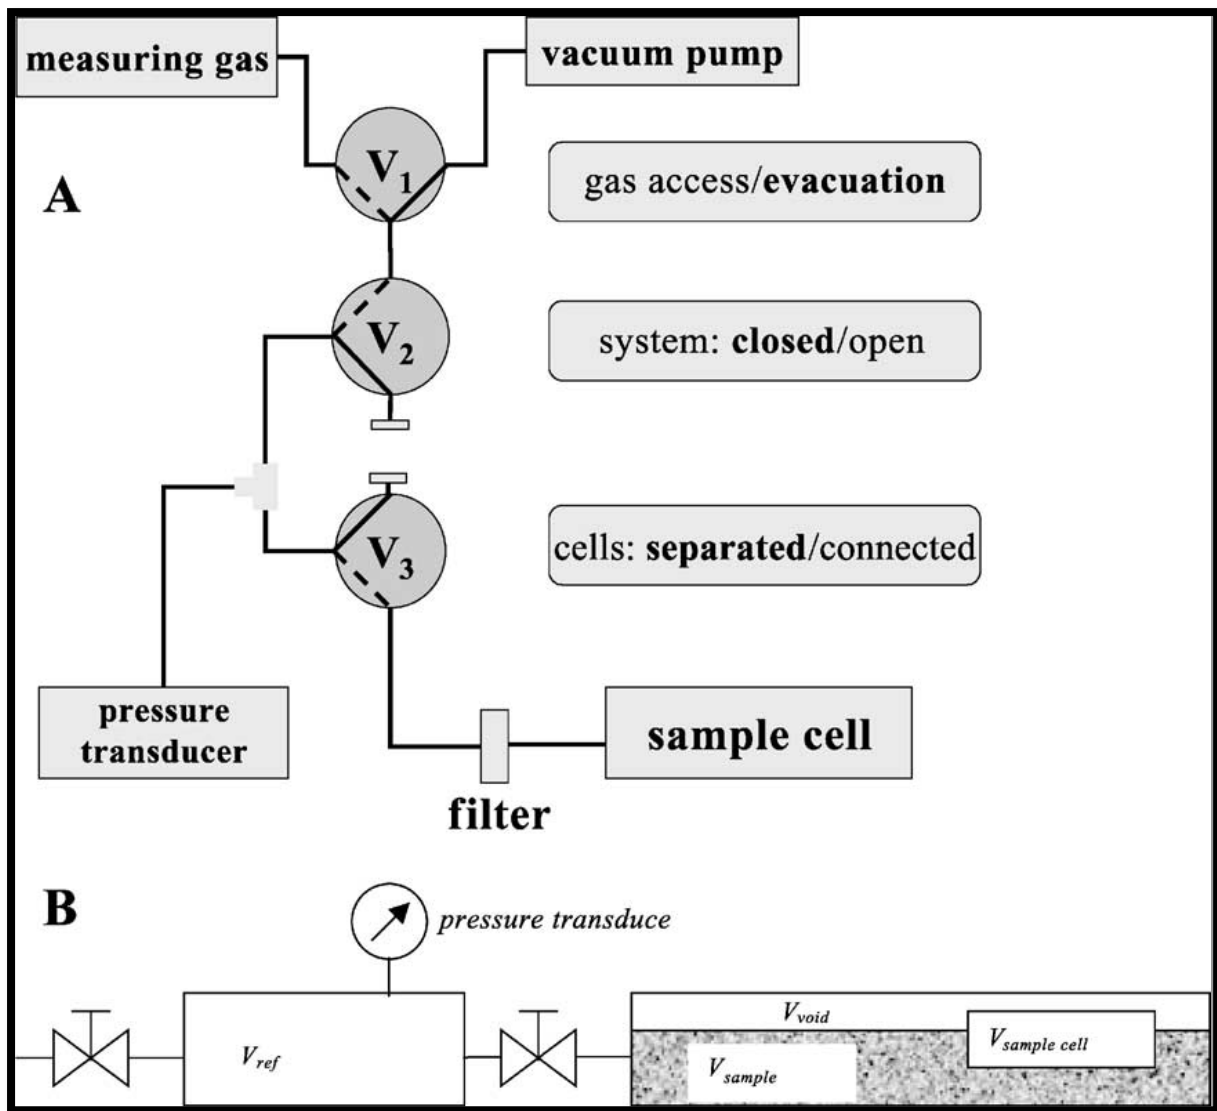 measuring gas
vacuum pump
A
V1
gas access/evacuation
V2
system: closed/open
V3
cells: separated/connected
pressure
transducer
sample cell
filter
B
pressure transduce
Vref
Vvoid
Vsample
Vsample cell